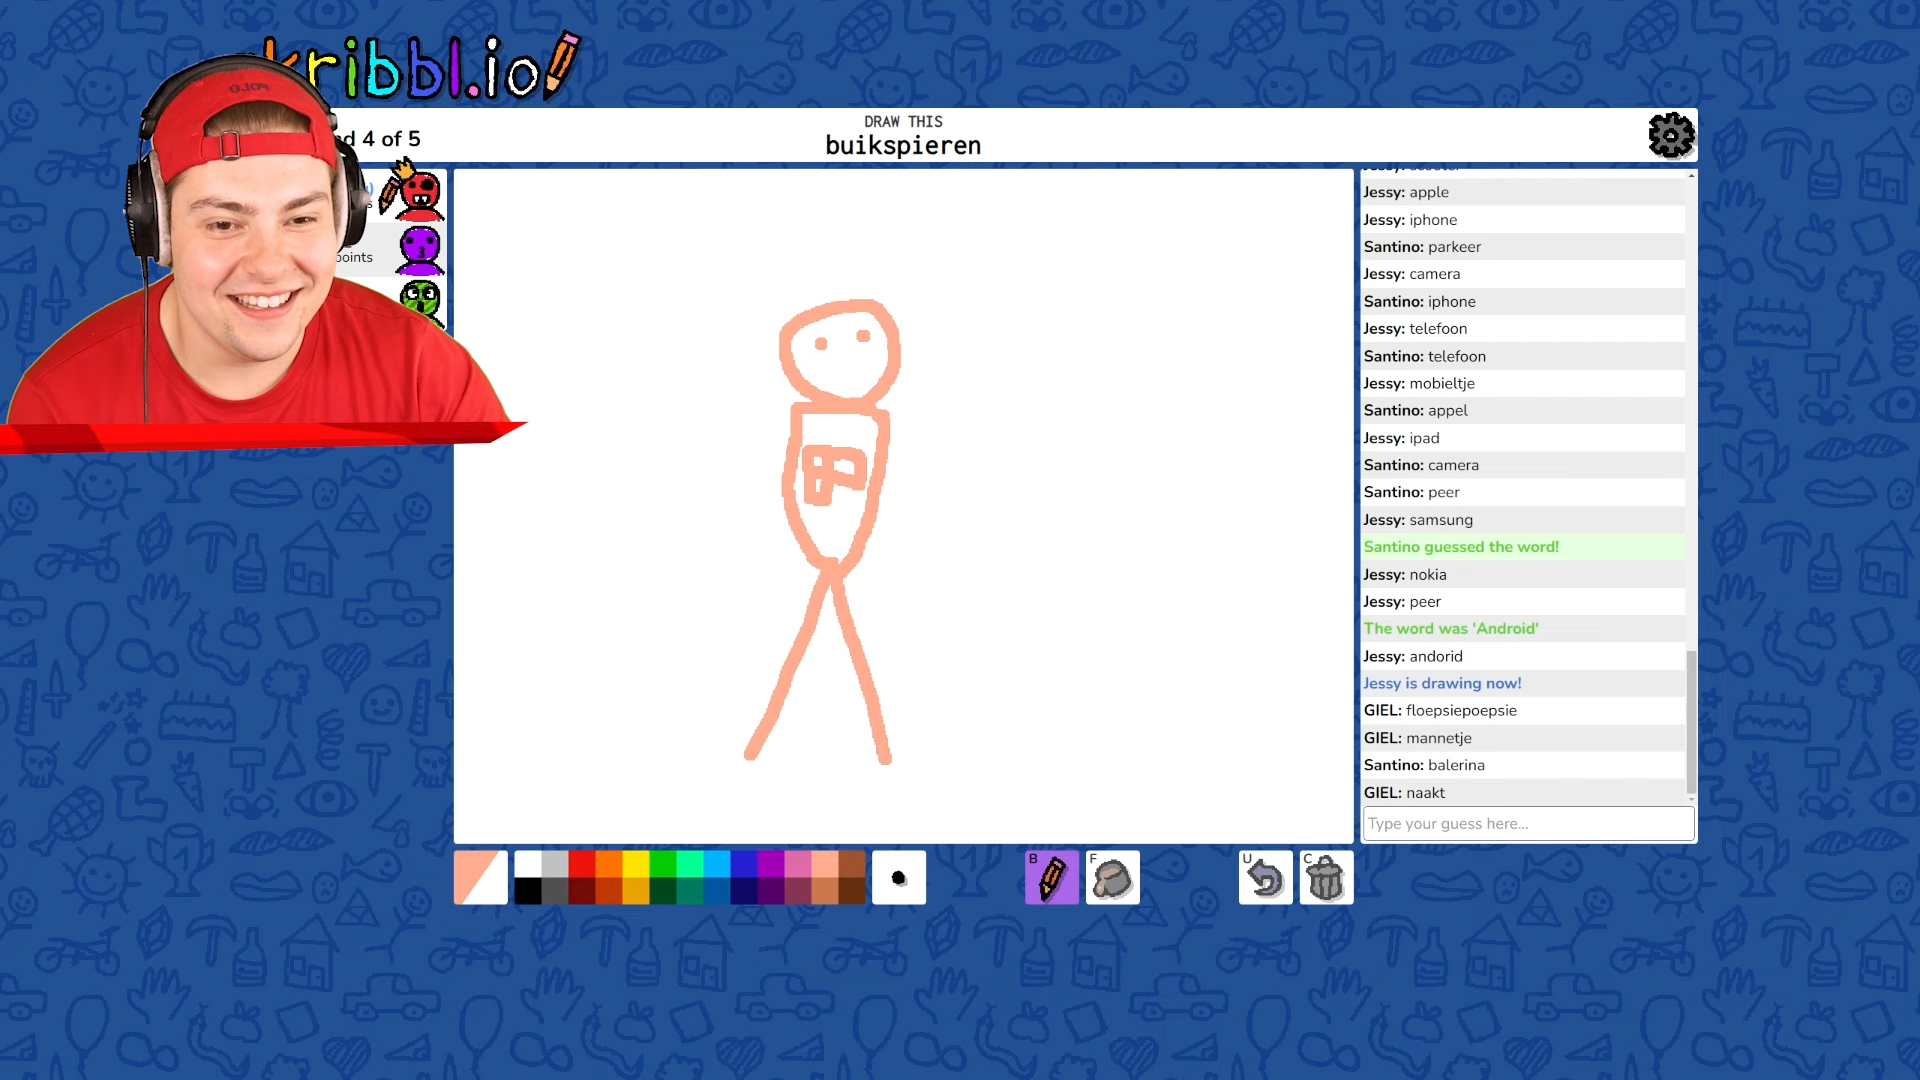 kribbl.io
DRAW THIS
d 4 of 5
buikspieren
POLO
points
Jessy: apple
Jessy: iphone
Santino: parkeer
Jessy: camera
Santino: iphone
Jessy: telefoon
Santino: telefoon
Jessy: mobieltje
Santino: appel
Jessy: ipad
Santino: camera
Santino: peer
Jessy: samsung
Santino guessed the word!
Jessy: nokia
Jessy: peer
The word was 'Android'
Jessy: andorid
Jessy is drawing now!
GIEL: floepsiepoepsie
GIEL: mannetje
Santino: balerina
GIEL: naakt
Type your guess here...
B
F
U
C